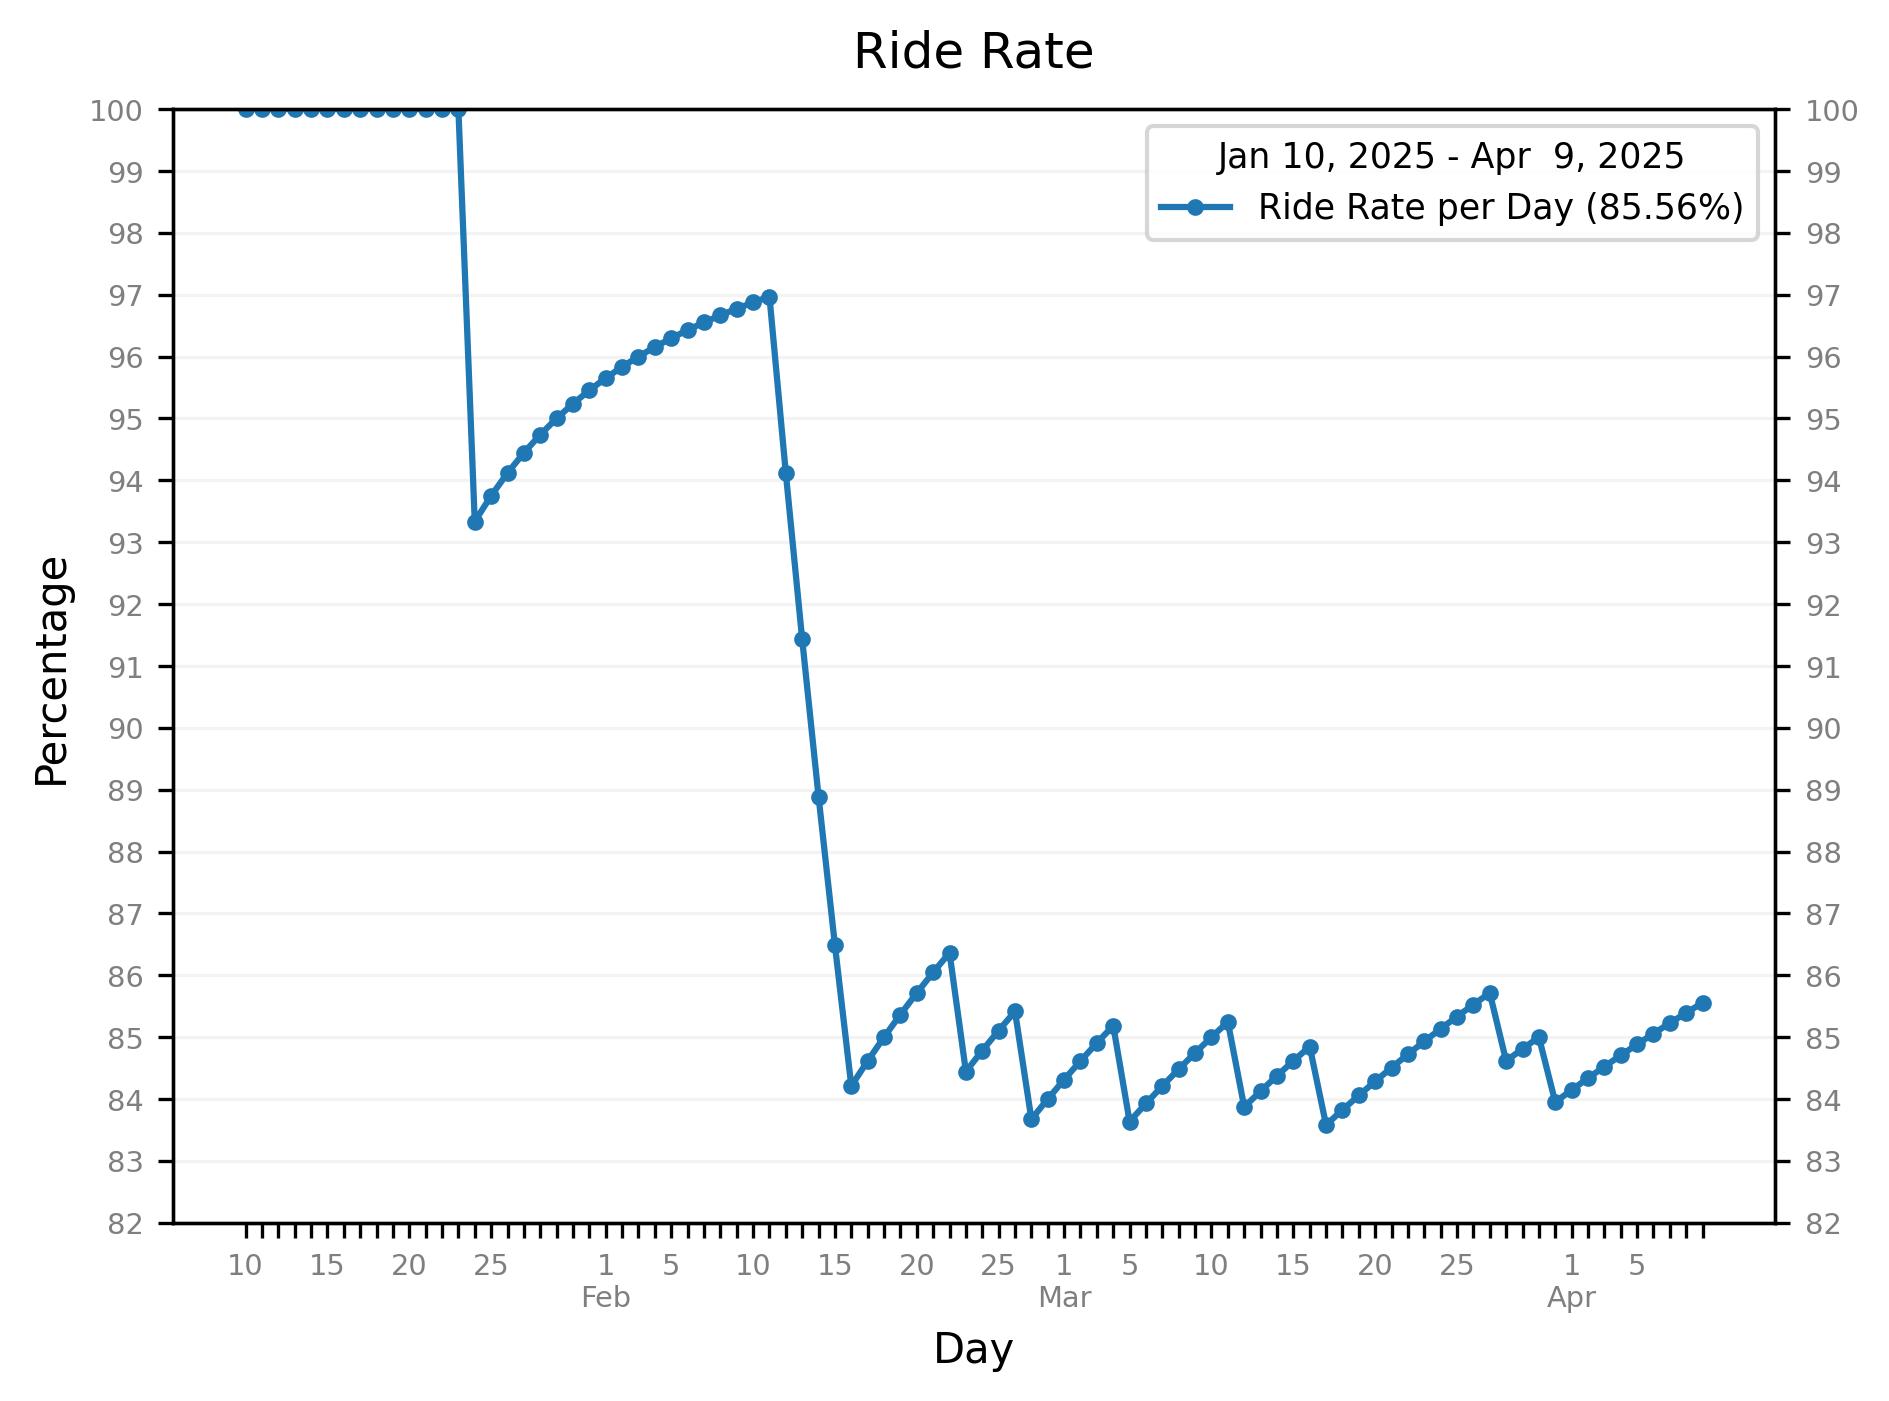 Ride Rate
Jan 10, 2025 - Apr  9, 2025
Ride Rate per Day (85.56%)
Percentage
100 100
99 99
98 98
97 97
96 96
95 95
94 94
93 93
92 92
91 91
90 90
89 89
88 88
87 87
86 86
85 85
84 84
83 83
82 82
10 15 20 25 1 5 10 15 20 25 1 5 10 15 20 25 1 5
Feb Mar Apr
Day